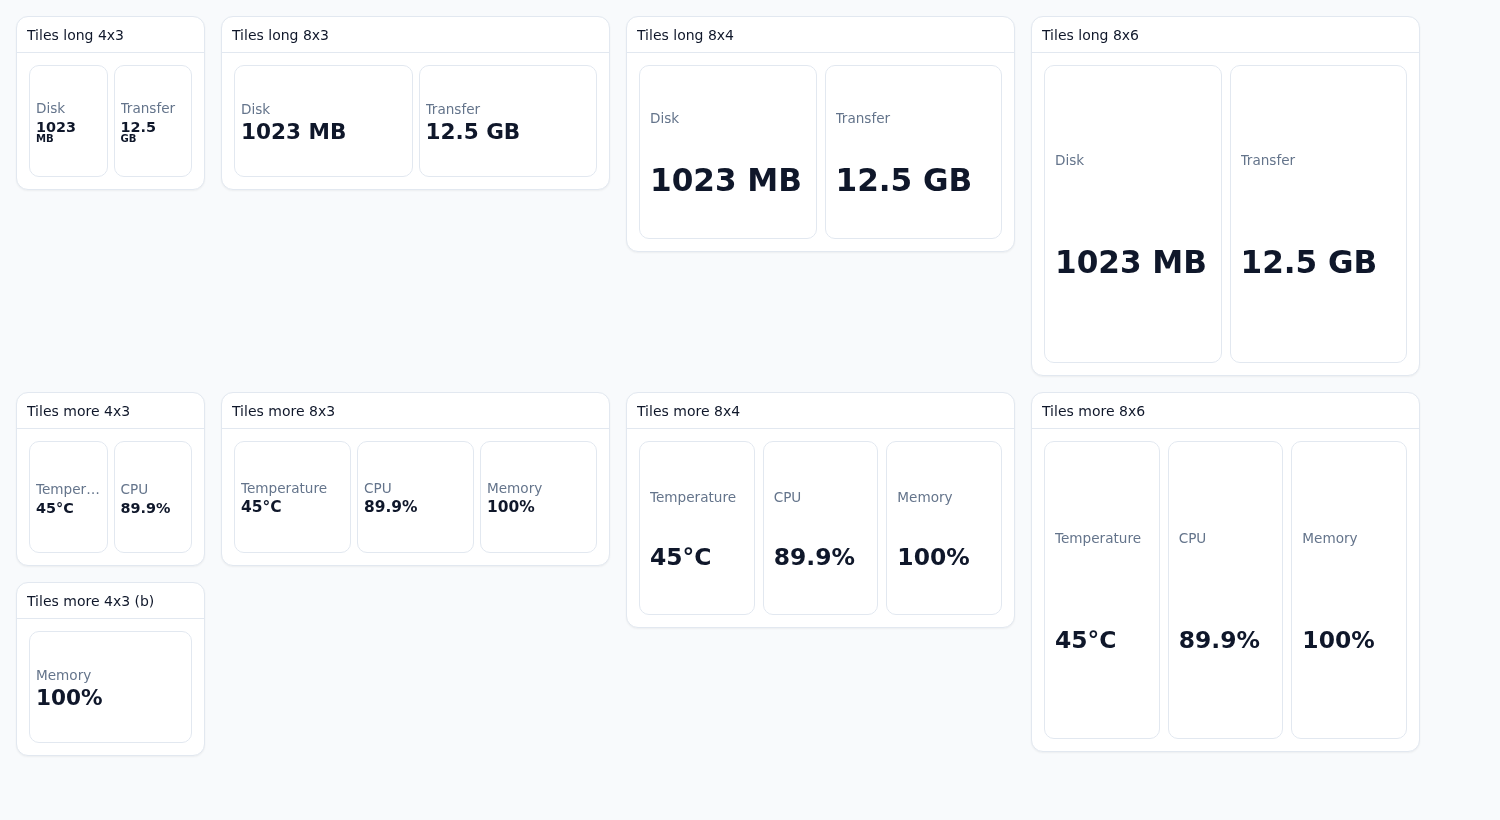 Tiles long 4x3
Disk
1023
MB
Transfer
12.5
GB
Tiles long 8x3
Disk
1023 MB
Transfer
12.5 GB
Tiles long 8x4
Disk
1023 MB
Transfer
12.5 GB
Tiles long 8x6
Disk
1023 MB
Transfer
12.5 GB
Tiles more 4x3
Temper…
45°C
CPU
89.9%
Tiles more 8x3
Temperature
45°C
CPU
89.9%
Memory
100%
Tiles more 8x4
Temperature
45°C
CPU
89.9%
Memory
100%
Tiles more 8x6
Temperature
45°C
CPU
89.9%
Memory
100%
Tiles more 4x3 (b)
Memory
100%